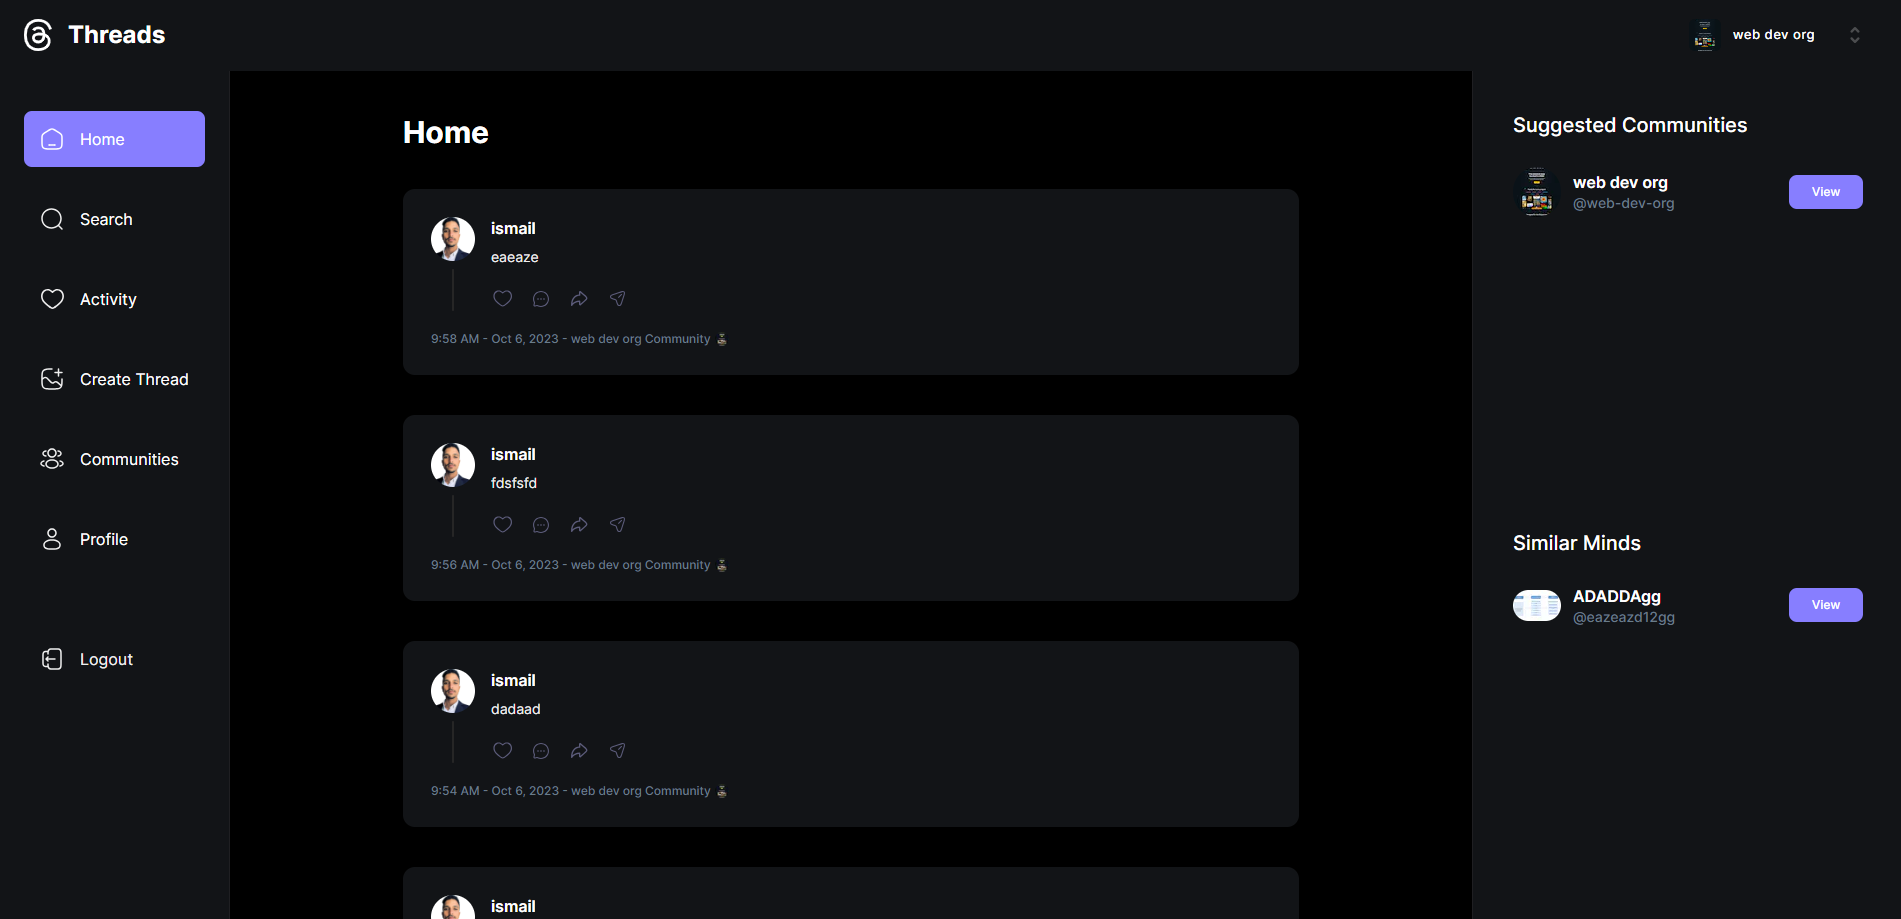 Threads
web dev org
Home
Search
Activity
Create Thread
Communities
Profile
Logout
Home
ismail
eaeaze
9:58 AM - Oct 6, 2023 - web dev org Community
ismail
fdsfsfd
9:56 AM - Oct 6, 2023 - web dev org Community
ismail
dadaad
9:54 AM - Oct 6, 2023 - web dev org Community
ismail
Suggested Communities
web dev org
@web-dev-org
View
Similar Minds
ADADDAgg
@eazeazd12gg
View